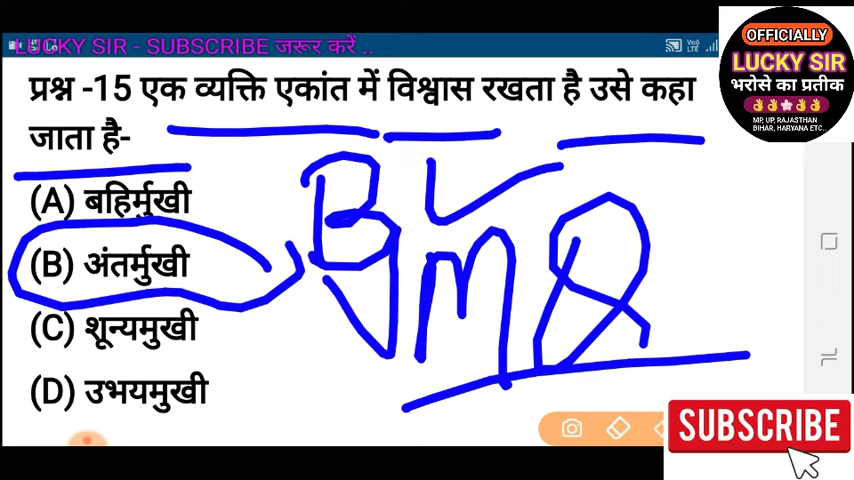 LUCKY SIR - SUBSCRIBE जरूर करें ..
OFFICIALLY
LUCKY SIR
भरोसे का प्रतीक
MP, UP, RAJASTHAN
BIHAR, HARYANA ETC..
प्रश्न -15 एक व्यक्ति एकांत में विश्वास रखता है उसे कहा
जाता है-
(A) बहिर्मुखी
(B) अंतर्मुखी
(C) शून्यमुखी
(D) उभयमुखी
B
SUBSCRIBE